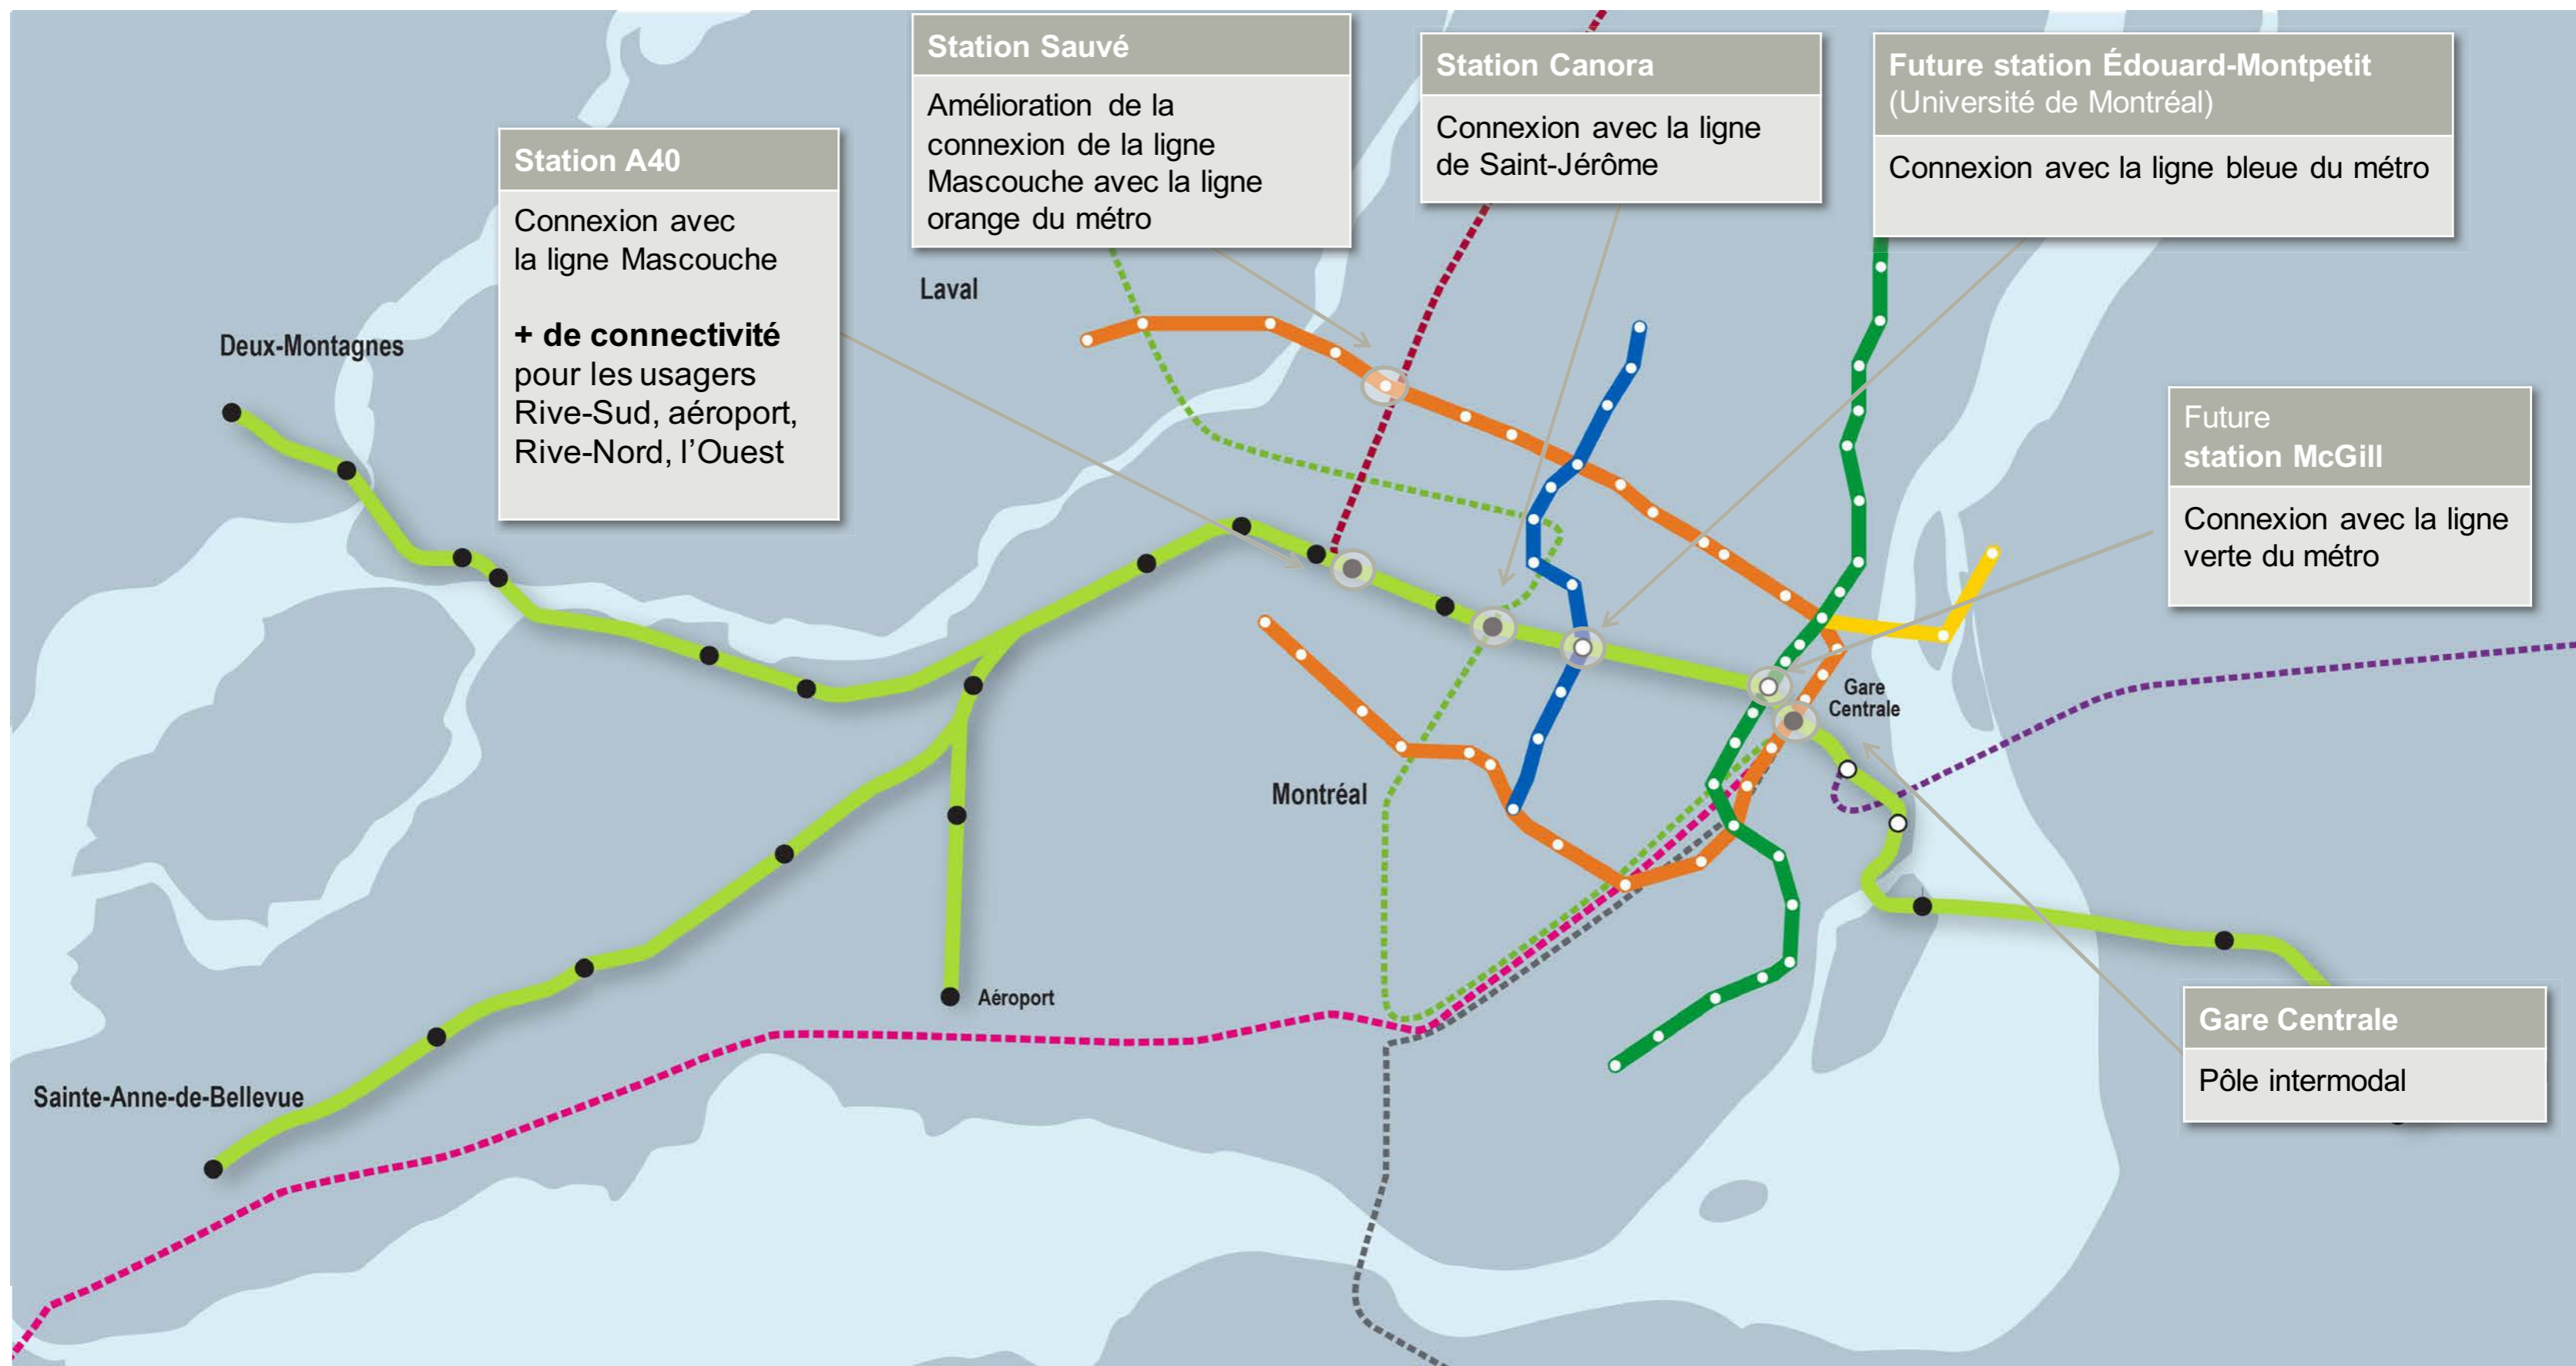 Station Sauvé
Amélioration de la
connexion de la ligne
Mascouche avec la ligne
orange du métro
Station Canora
Connexion avec la ligne
de Saint-Jérôme
Future station Édouard-Montpetit
(Université de Montréal)
Connexion avec la ligne bleue du métro
Station A40
Connexion avec
la ligne Mascouche
+ de connectivité
pour les usagers
Rive-Sud, aéroport,
Rive-Nord, l'Ouest
Laval
Deux-Montagnes
Future
station McGill
Connexion avec la ligne
verte du métro
Gare
Centrale
Montréal
Aéroport
Gare Centrale
Pôle intermodal
Sainte-Anne-de-Bellevue